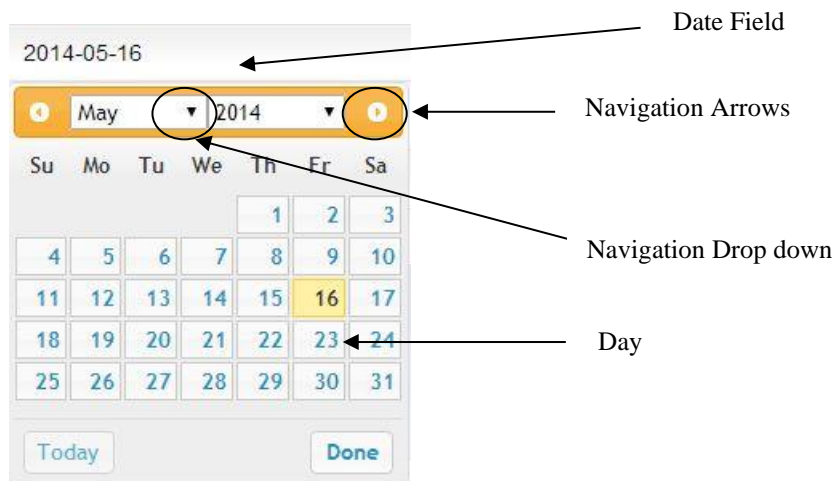 Date Field
2014-05-16
May 2014
Navigation Arrows
Su Mo Tu We Th Fr Sa
1 2 3
4 5 6 7 8 9 10
Navigation Drop down
11 12 13 14 15 16 17
18 19 20 21 22 23 24
Day
25 26 27 28 29 30 31
Today Done